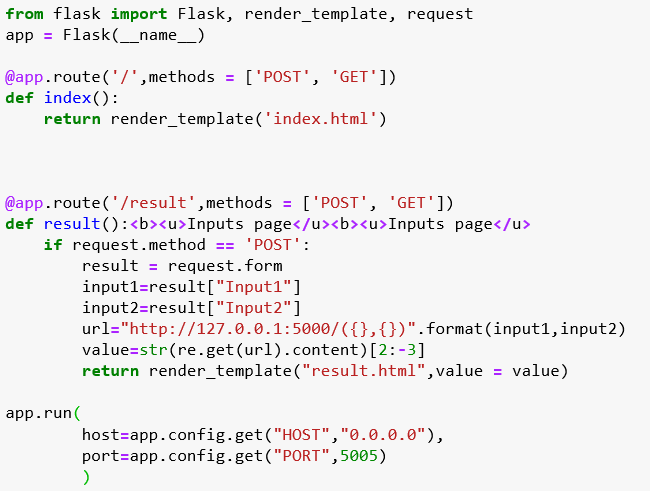 from flask import Flask, render_template, request
app = Flask(__name__)
@app.route('/',methods = ['POST', 'GET'])
def index():
    return render_template('index.html')
@app.route('/result',methods = ['POST', 'GET'])
def result():<b><u>Inputs page</u><b><u>Inputs page</u>
    if request.method == 'POST':
        result = request.form
        input1=result["Input1"]
        input2=result["Input2"]
        url="http://127.0.0.1:5000/({},{})".format(input1,input2)
        value=str(re.get(url).content)[2:-3]
        return render_template("result.html",value = value)
app.run(
        host=app.config.get("HOST","0.0.0.0"),
        port=app.config.get("PORT",5005)
        )